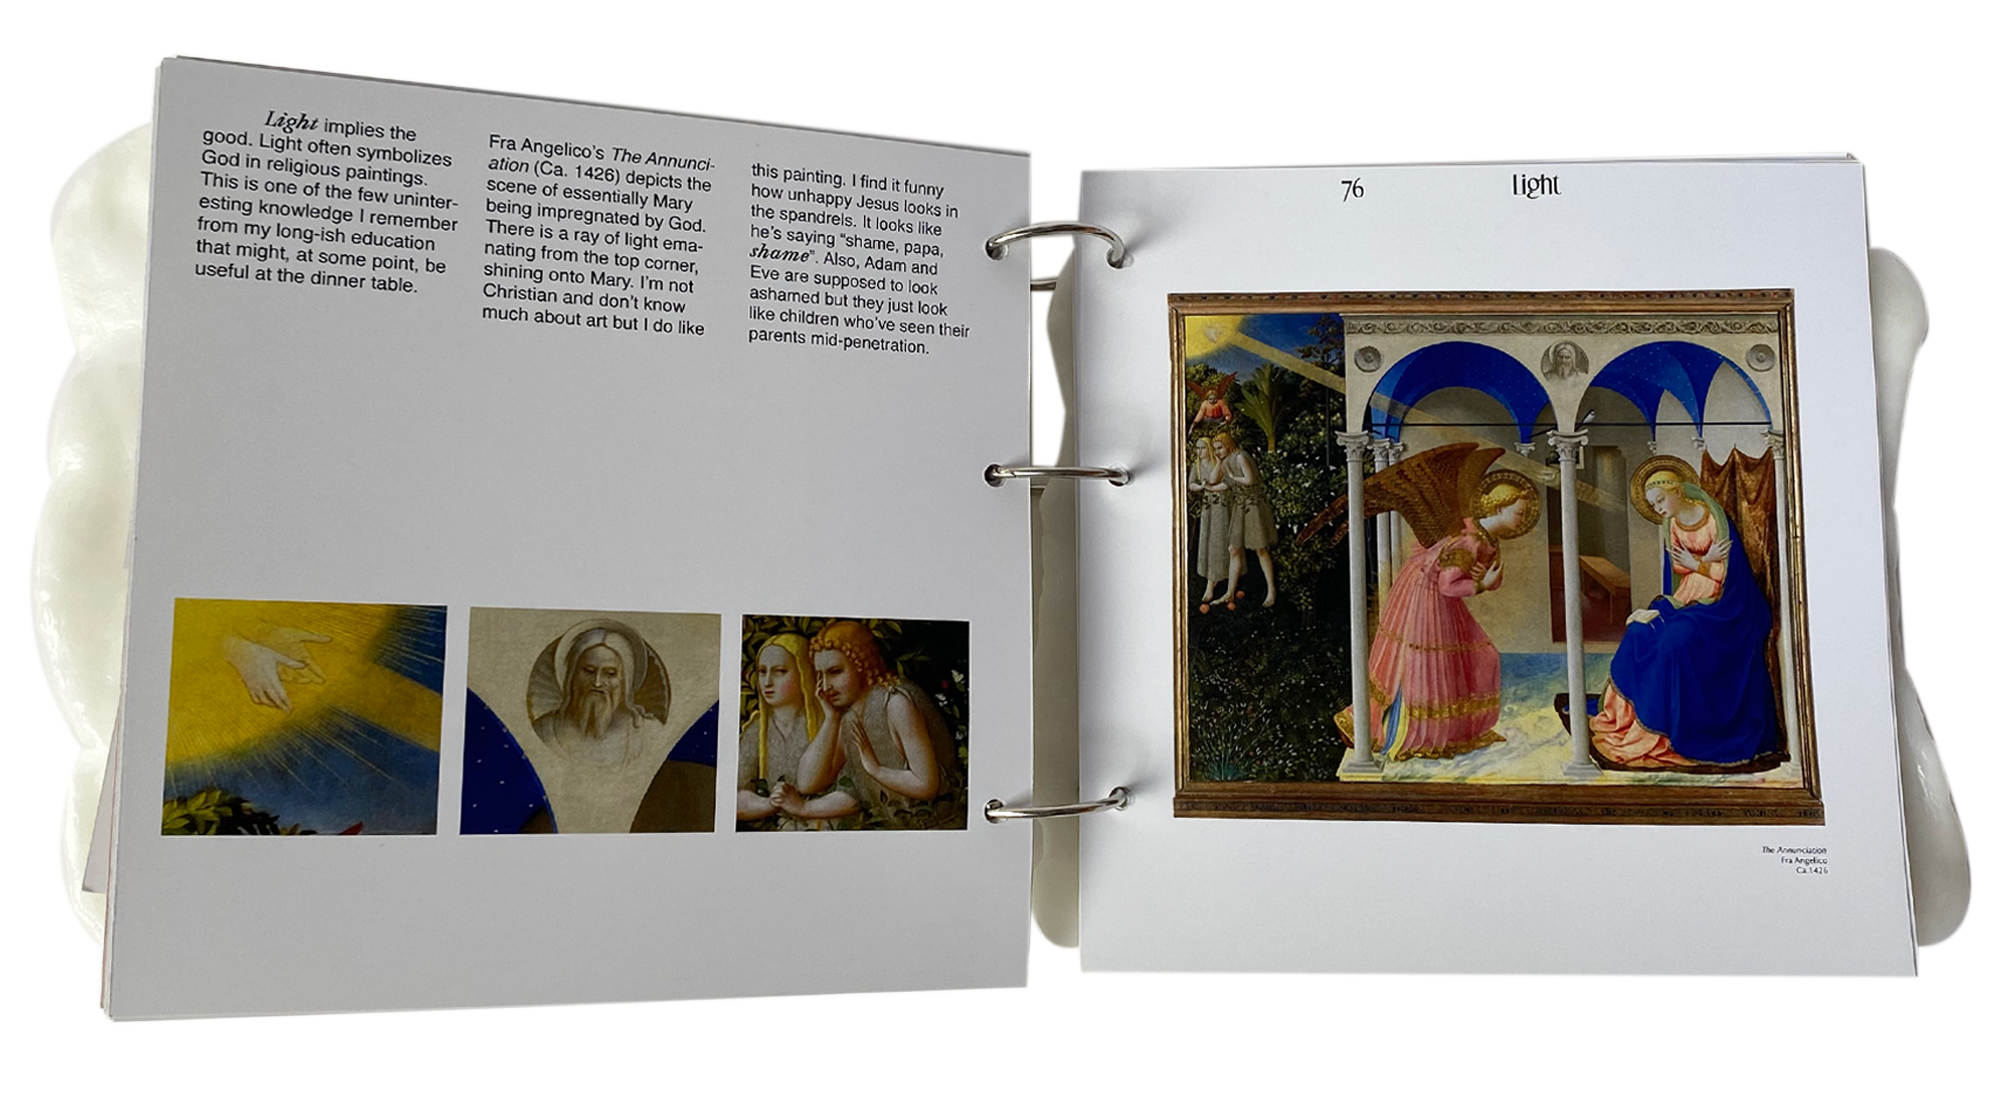 Light implies the
good. Light often symbolizes
God in religious paintings.
This is one of the few uninter-
esting knowledge I remember
from my long-ish education
that might, at some point, be
useful at the dinner table.
Fra Angelico's The Annunci-
ation (Ca. 1426) depicts the
scene of essentially Mary
being impregnated by God.
There is a ray of light ema-
nating from the top corner,
shining onto Mary. I'm not
Christian and don't know
much about art but I do like
this painting. I find it funny
how unhappy Jesus looks in
the spandrels. It looks like
he's saying “shame, papa,
shame”. Also, Adam and
Eve are supposed to look
ashamed but they just look
like children who've seen their
parents mid-penetration.
76
Light
The Annunciation
Fra Angelico
Ca.1426